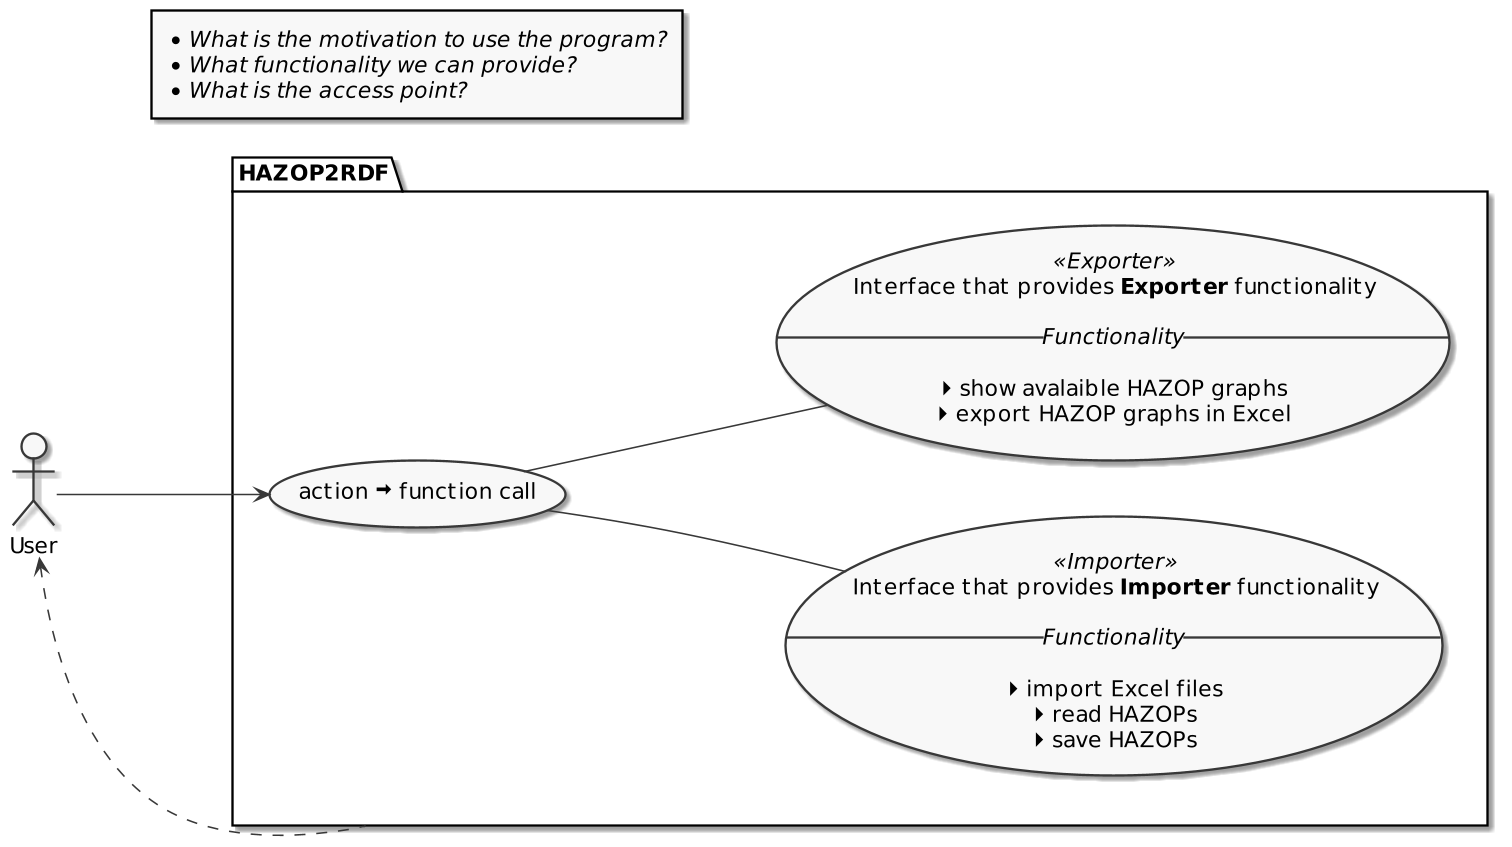 • What is the motivation to use the program?
• What functionality we can provide?
• What is the access point?
HAZOP2RDF
«Exporter»
Interface that provides Exporter functionality
Functionality
show avalaible HAZOP graphs
export HAZOP graphs in Excel
action → function call
User
«Importer»
Interface that provides Importer functionality
Functionality
import Excel files
read HAZOPs
save HAZOPs